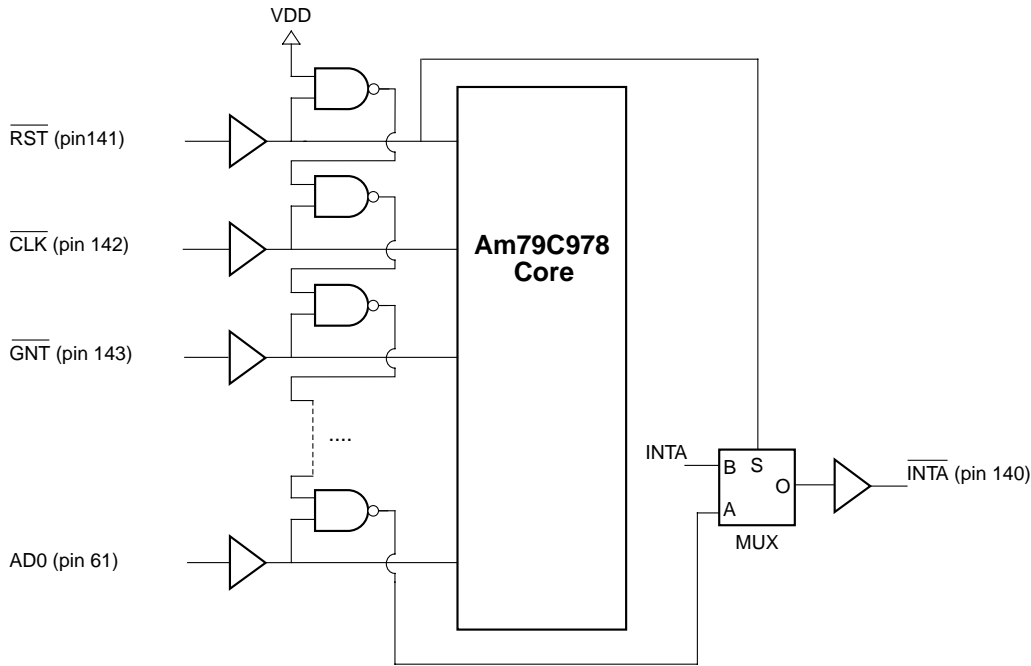 VDD
RST (pin141)
CLK (pin 142)
GNT (pin 143)
....
AD0 (pin 61)
Am79C978
Core
INTA
B
S
O
A
MUX
INTA (pin 140)